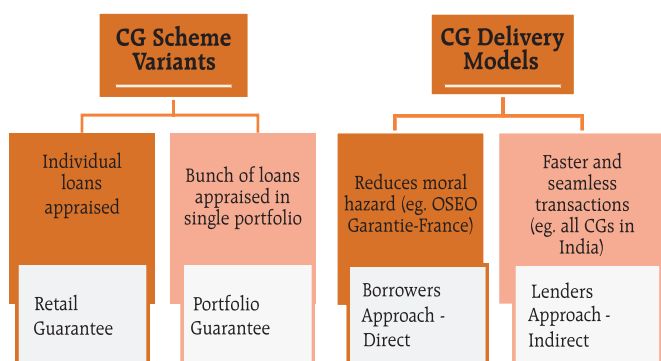 CG Scheme
Variants
Individual
loans
appraised
Retail
Guarantee
Bunch of loans
appraised in
single portfolio
Portfolio
Guarantee
CG Delivery
Models
Reduces moral
hazard (eg. OSEO
Garantie-France)
Borrowers
Approach -
Direct
Faster and
seamless
transactions
(eg. all CGs in
India)
Lenders
Approach -
Indirect